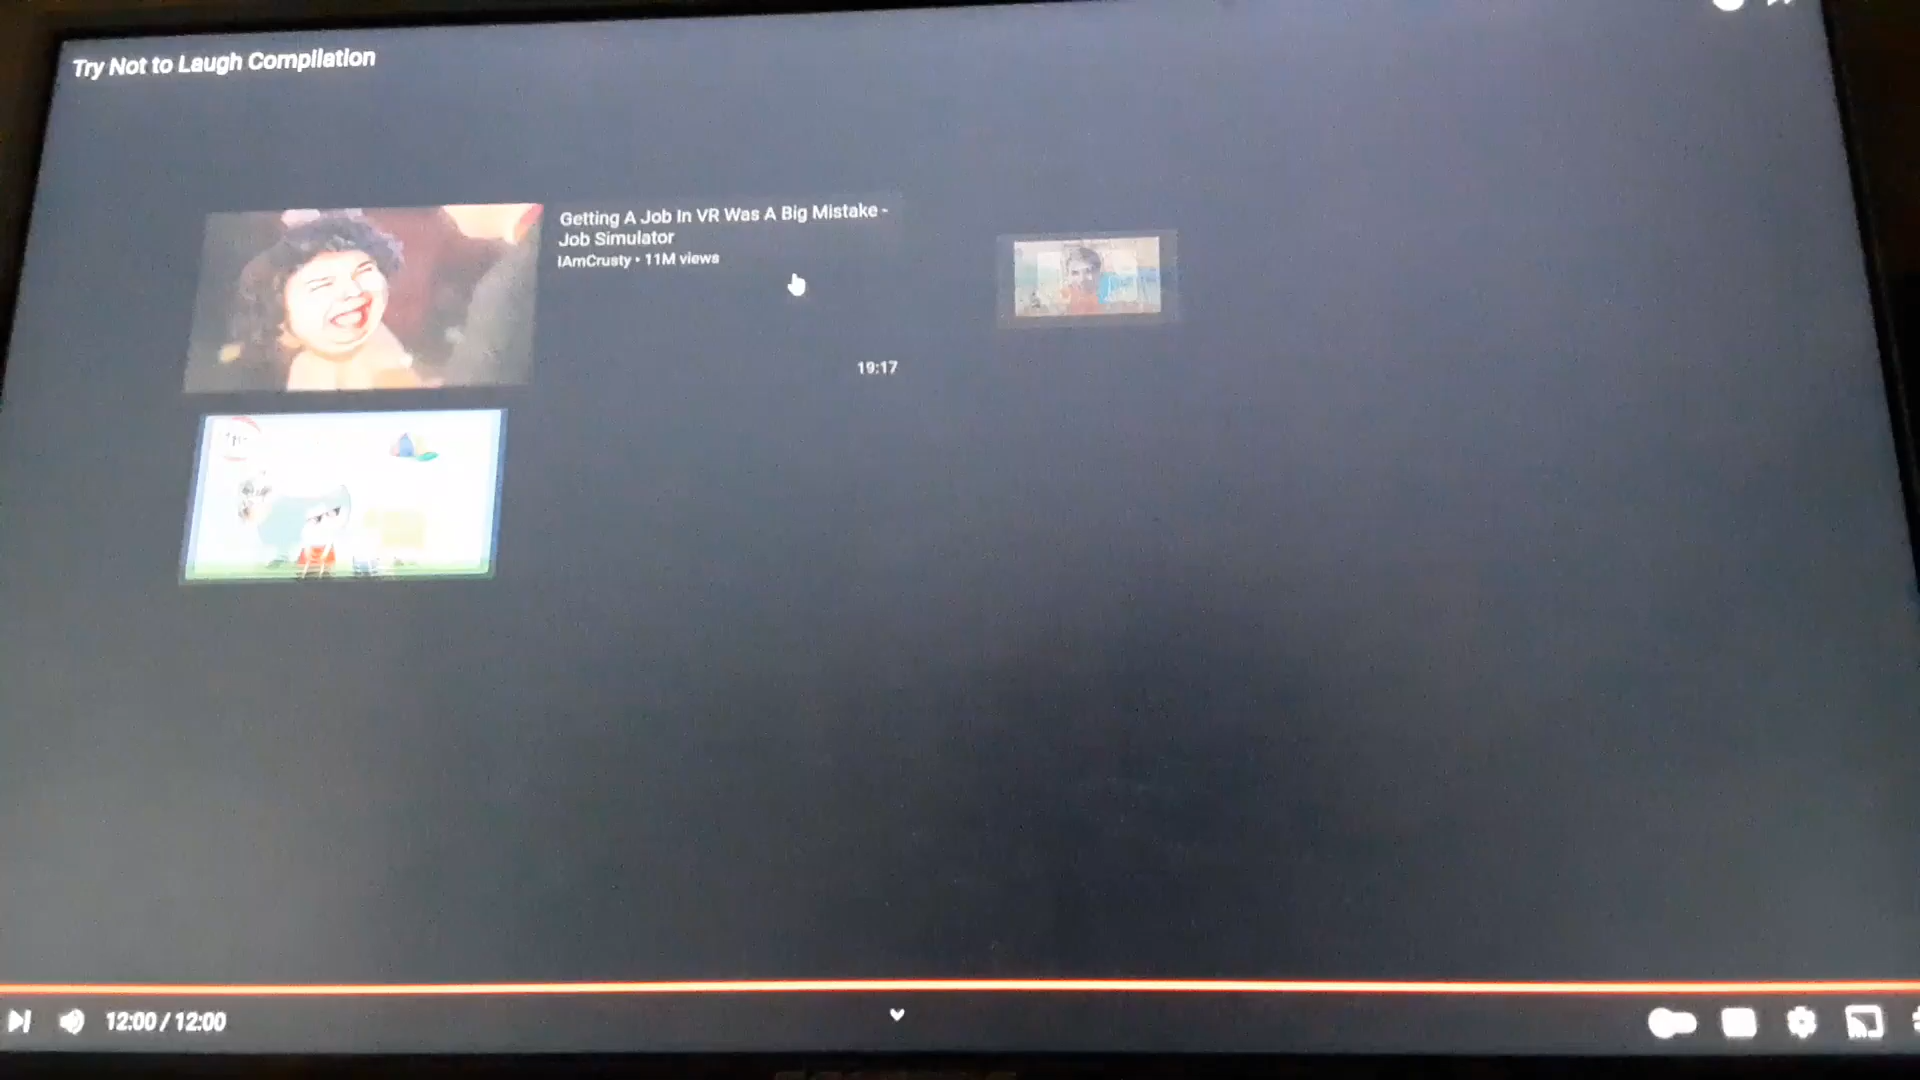 Try Not to Laugh Compilation
Getting A Job In VR Was A Big Mistake -
Job Simulator
IAmCrusty • 11M views
19:17
12:00 / 12:00